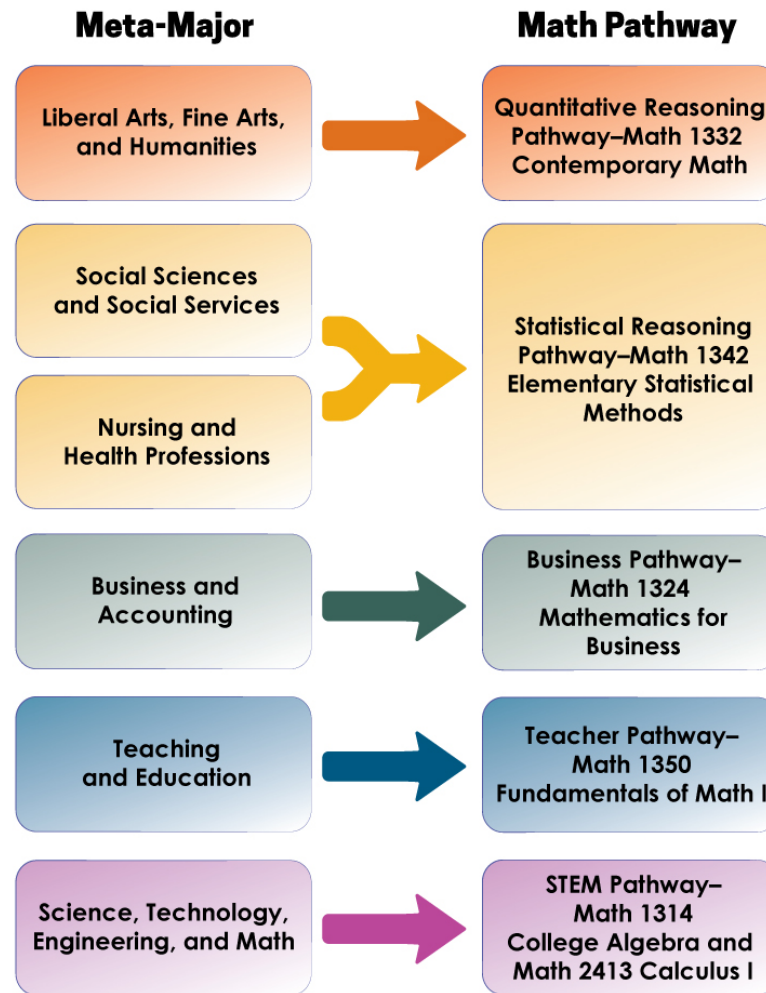 Meta-Major
Math Pathway
Liberal Arts, Fine Arts,
and Humanities
Quantitative Reasoning
Pathway–Math 1332
Contemporary Math
Social Sciences
and Social Services
Nursing and
Health Professions
Statistical Reasoning
Pathway–Math 1342
Elementary Statistical
Methods
Business and
Accounting
Business Pathway–
Math 1324
Mathematics for
Business
Teaching
and Education
Teacher Pathway–
Math 1350
Fundamentals of Math I
Science, Technology,
Engineering, and Math
STEM Pathway–
Math 1314
College Algebra and
Math 2413 Calculus I